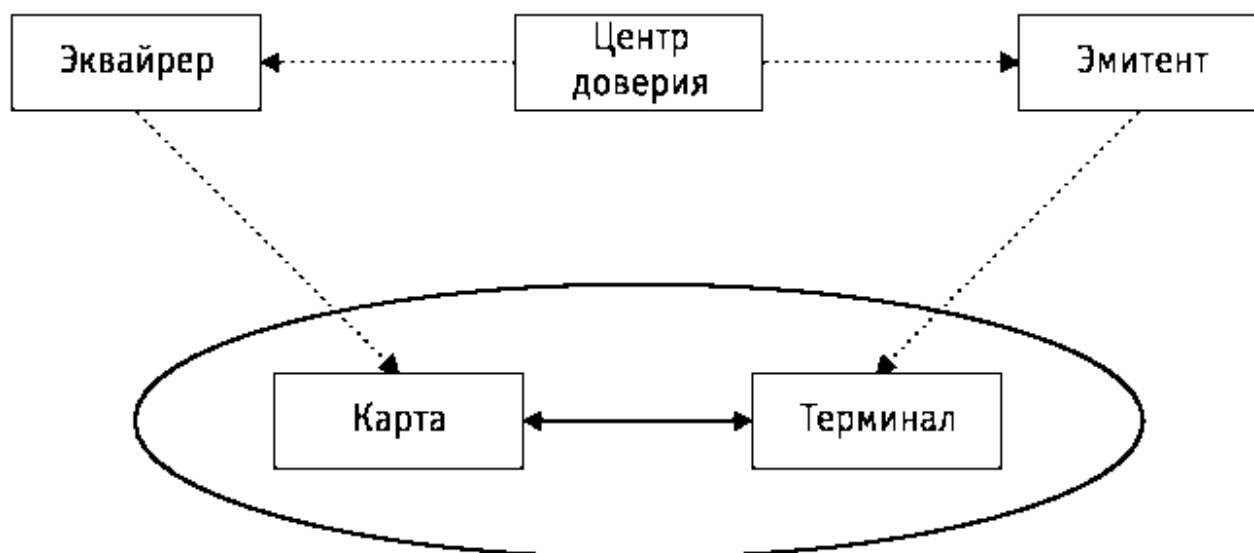 Эквайрер
Центр
доверия
Эмитент
Карта
Терминал